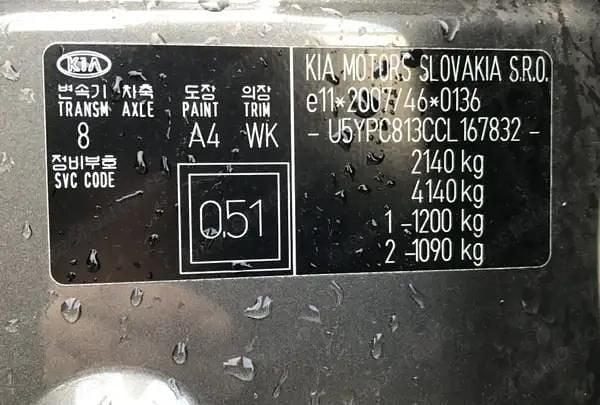 KIA
변속기 차축 도장 의장
TRANSM AXLE PAINT TRIM
8 A4 WK
정비부호
SVC CODE
0.51
KIA MOTORS SLOVAKIA S.R.O.
e11*2007/46*0136
- U5YPC813CCL167832 -
2140 kg
4140 kg
1 -1200 kg
2 -1090 kg